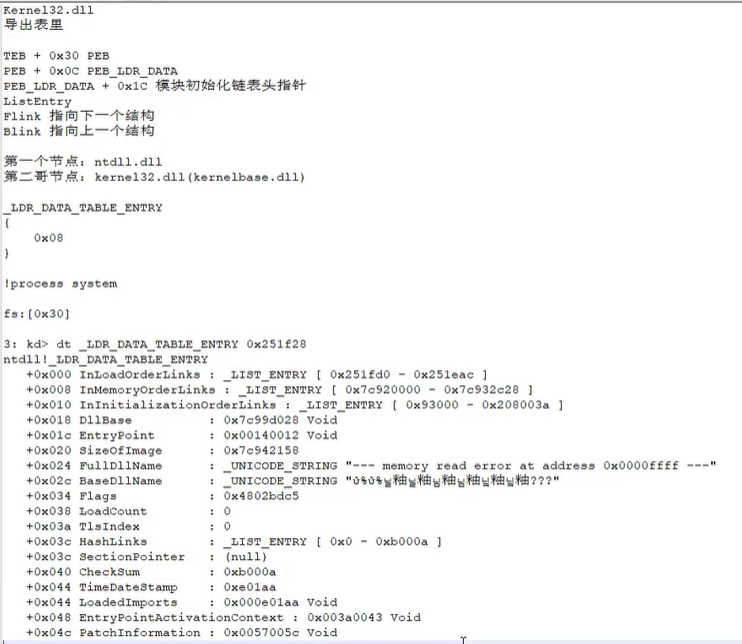 Kernel32.dll
导出表里
TEB + 0x30 PEB
PEB + 0x0C PEB_LDR_DATA
PEB_LDR_DATA + 0x1C 模块初始化链表头指针
ListEntry
Flink 指向下一个结构
Blink 指向上一个结构
第一个节点: ntdll.dll
第二哥节点: kernel32.dll(kernelbase.dll)
_LDR_DATA_TABLE_ENTRY
{
0x08
}
!process system
fs:[0x30]
3: kd> dt _LDR_DATA_TABLE_ENTRY 0x251f28
ntdll!_LDR_DATA_TABLE_ENTRY
+0x000 InLoadOrderLinks : _LIST_ENTRY [ 0x251fd0 - 0x251eac ]
+0x008 InMemoryOrderLinks : _LIST_ENTRY [ 0x7c920000 - 0x7c932c28 ]
+0x010 InInitializationOrderLinks : _LIST_ENTRY [ 0x93000 - 0x208003a ]
+0x018 DllBase : 0x7c99d028 Void
+0x01c EntryPoint : 0x00140012 Void
+0x020 SizeOfImage : 0x7c942158
+0x024 FullDllName : _UNICODE_STRING "--- memory read error at address 0x0000ffff ---"
+0x02c BaseDllName : _UNICODE_STRING
+0x034 Flags : 0x4802bdc5
+0x038 LoadCount : 0
+0x03a TlsIndex : 0
+0x03c HashLinks : _LIST_ENTRY [ 0x0 - 0xb000a ]
+0x03c SectionPointer : (null)
+0x040 CheckSum : 0xb000a
+0x044 TimeDateStamp : 0xe01aa
+0x044 LoadedImports : 0x000e01aa Void
+0x048 EntryPointActivationContext : 0x003a0043 Void
+0x04c PatchInformation : 0x0057005c Void